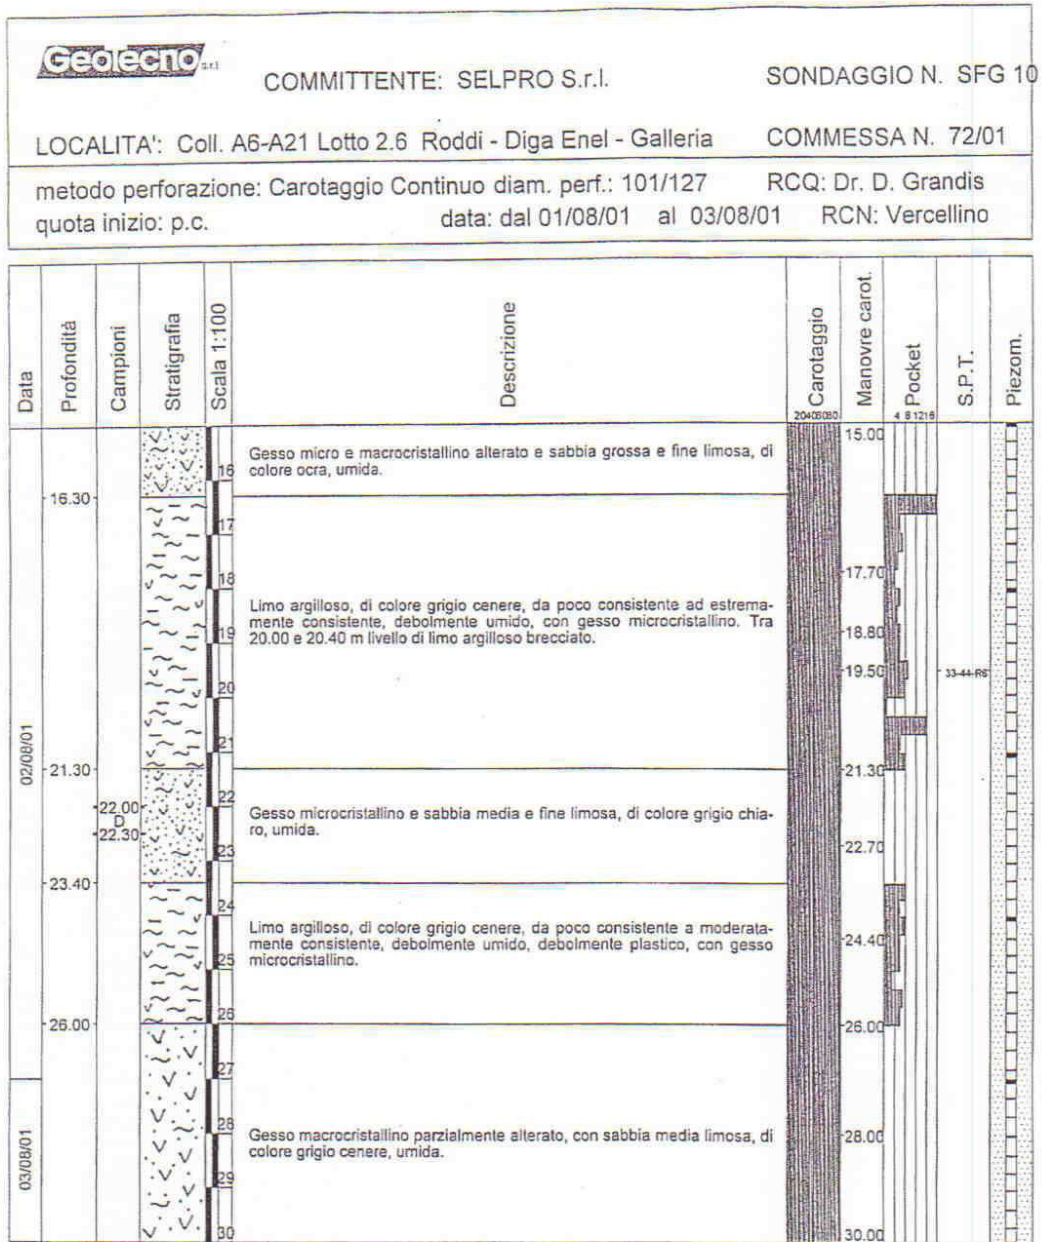 Geotecno s.r.l.
COMMITTENTE: SELPRO S.r.l.
SONDAGGIO N. SFG 10
LOCALITA': Coll. A6-A21 Lotto 2.6 Roddi - Diga Enel - Galleria
COMMESSA N. 72/01
metodo perforazione: Carotaggio Continuo diam. perf.: 101/127
RCQ: Dr. D. Grandis
quota inizio: p.c.
data: dal 01/08/01 al 03/08/01
RCN: Vercellino
Data
Profondità
Campioni
Stratigrafia
Scala 1:100
Descrizione
Carotaggio
20406080
Manovre carot.
Pocket
4 8 1216
S.P.T.
Piezom.
15.00
Gesso micro e macrocristallino alterato e sabbia grossa e fine limosa, di
colore ocra, umida.
16
16.30
17
17.70
18
Limo argilloso, di colore grigio cenere, da poco consistente ad estrema-
mente consistente, debolmente umido, con gesso microcristallino. Tra
20.00 e 20.40 m livello di limo argilloso brecciato.
18.80
19
19.50
33-44-R6
20
21
02/08/01
21.30
21.30
22
22.00
D
22.30
Gesso microcristallino e sabbia media e fine limosa, di colore grigio chia-
ro, umida.
22.70
23
23.40
24
Limo argilloso, di colore grigio cenere, da poco consistente a moderata-
mente consistente, debolmente umido, debolmente plastico, con gesso
microcristallino.
24.40
25
26
26.00
26.00
27
28
28.00
03/08/01
Gesso macrocristallino parzialmente alterato, con sabbia media limosa, di
colore grigio cenere, umida.
29
30
30.00